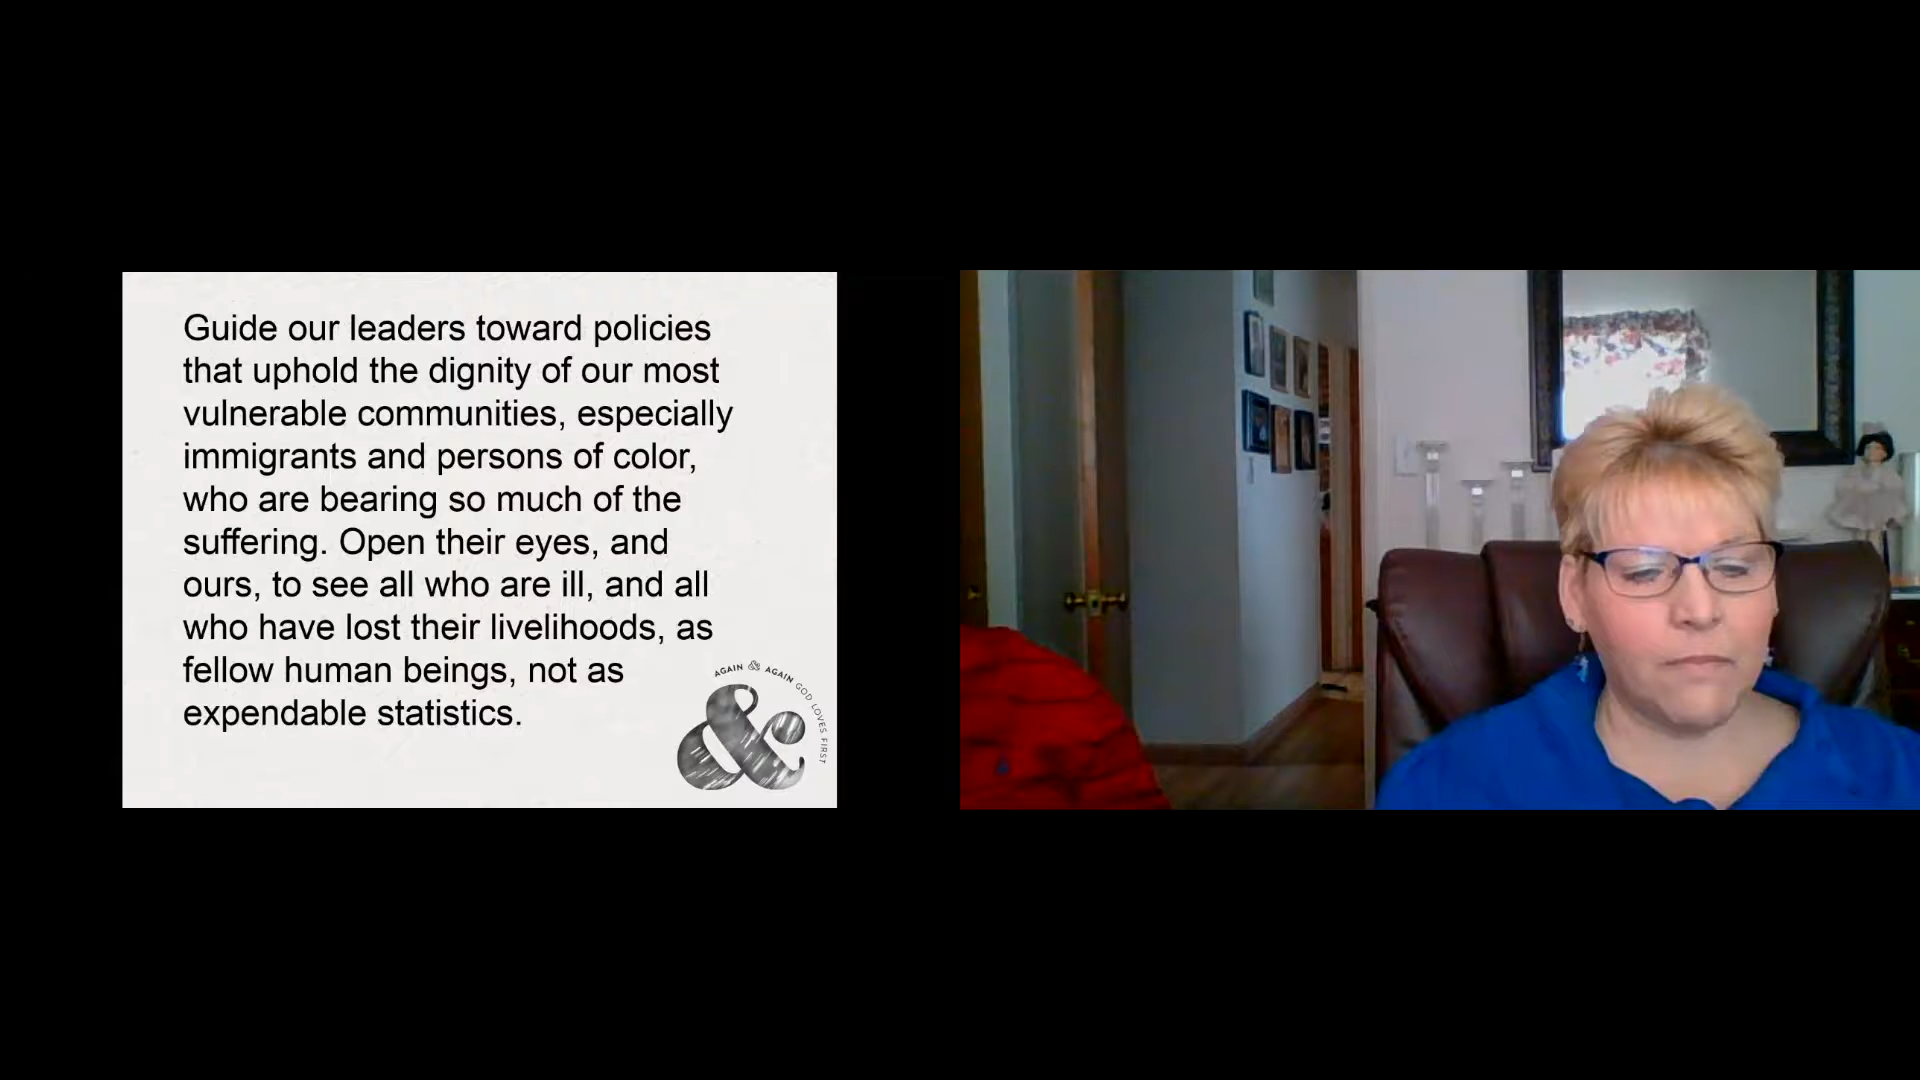 Guide our leaders toward policies
that uphold the dignity of our most
vulnerable communities, especially
immigrants and persons of color,
who are bearing so much of the
suffering. Open their eyes, and
ours, to see all who are ill, and all
who have lost their livelihoods, as
fellow human beings, not as
expendable statistics.
AGAIN & AGAIN GOD LOVES FIRST
&